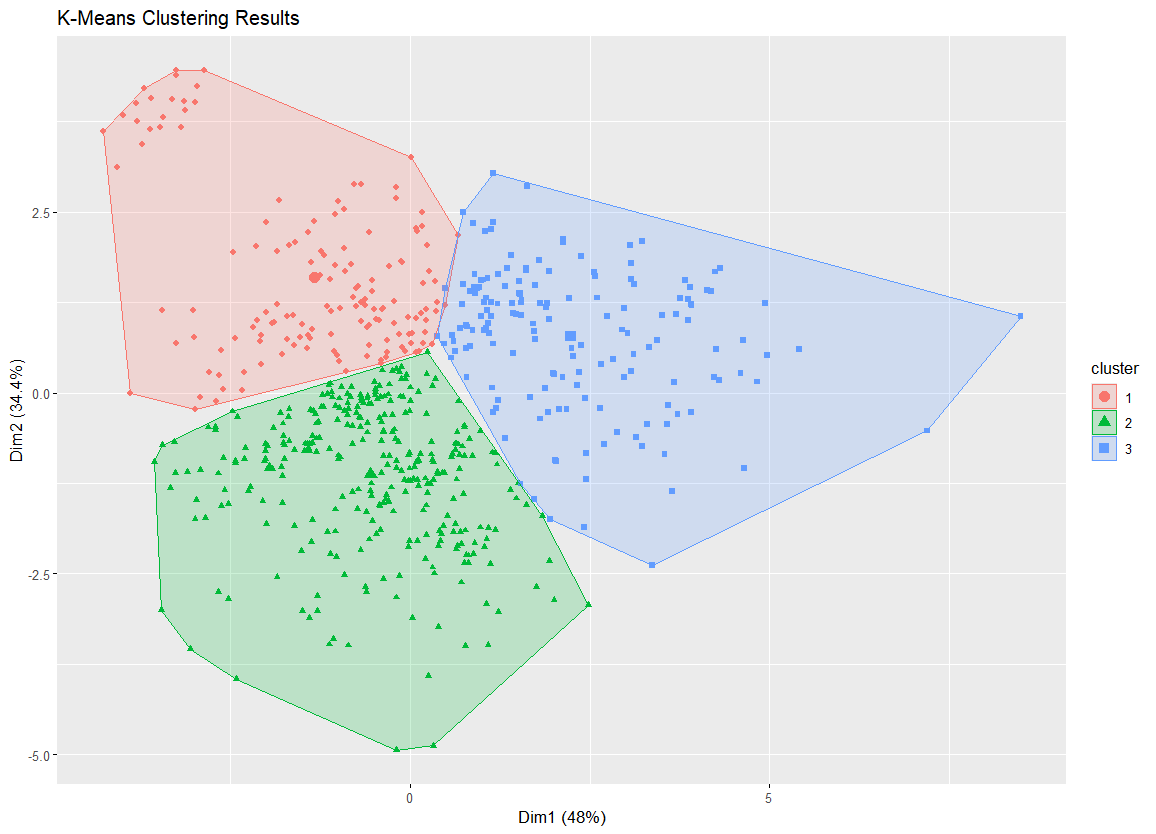 K-Means Clustering Results
Dim2 (34.4%)
2.5
0.0
-2.5
-5.0
0
5
Dim1 (48%)
cluster
1
2
3